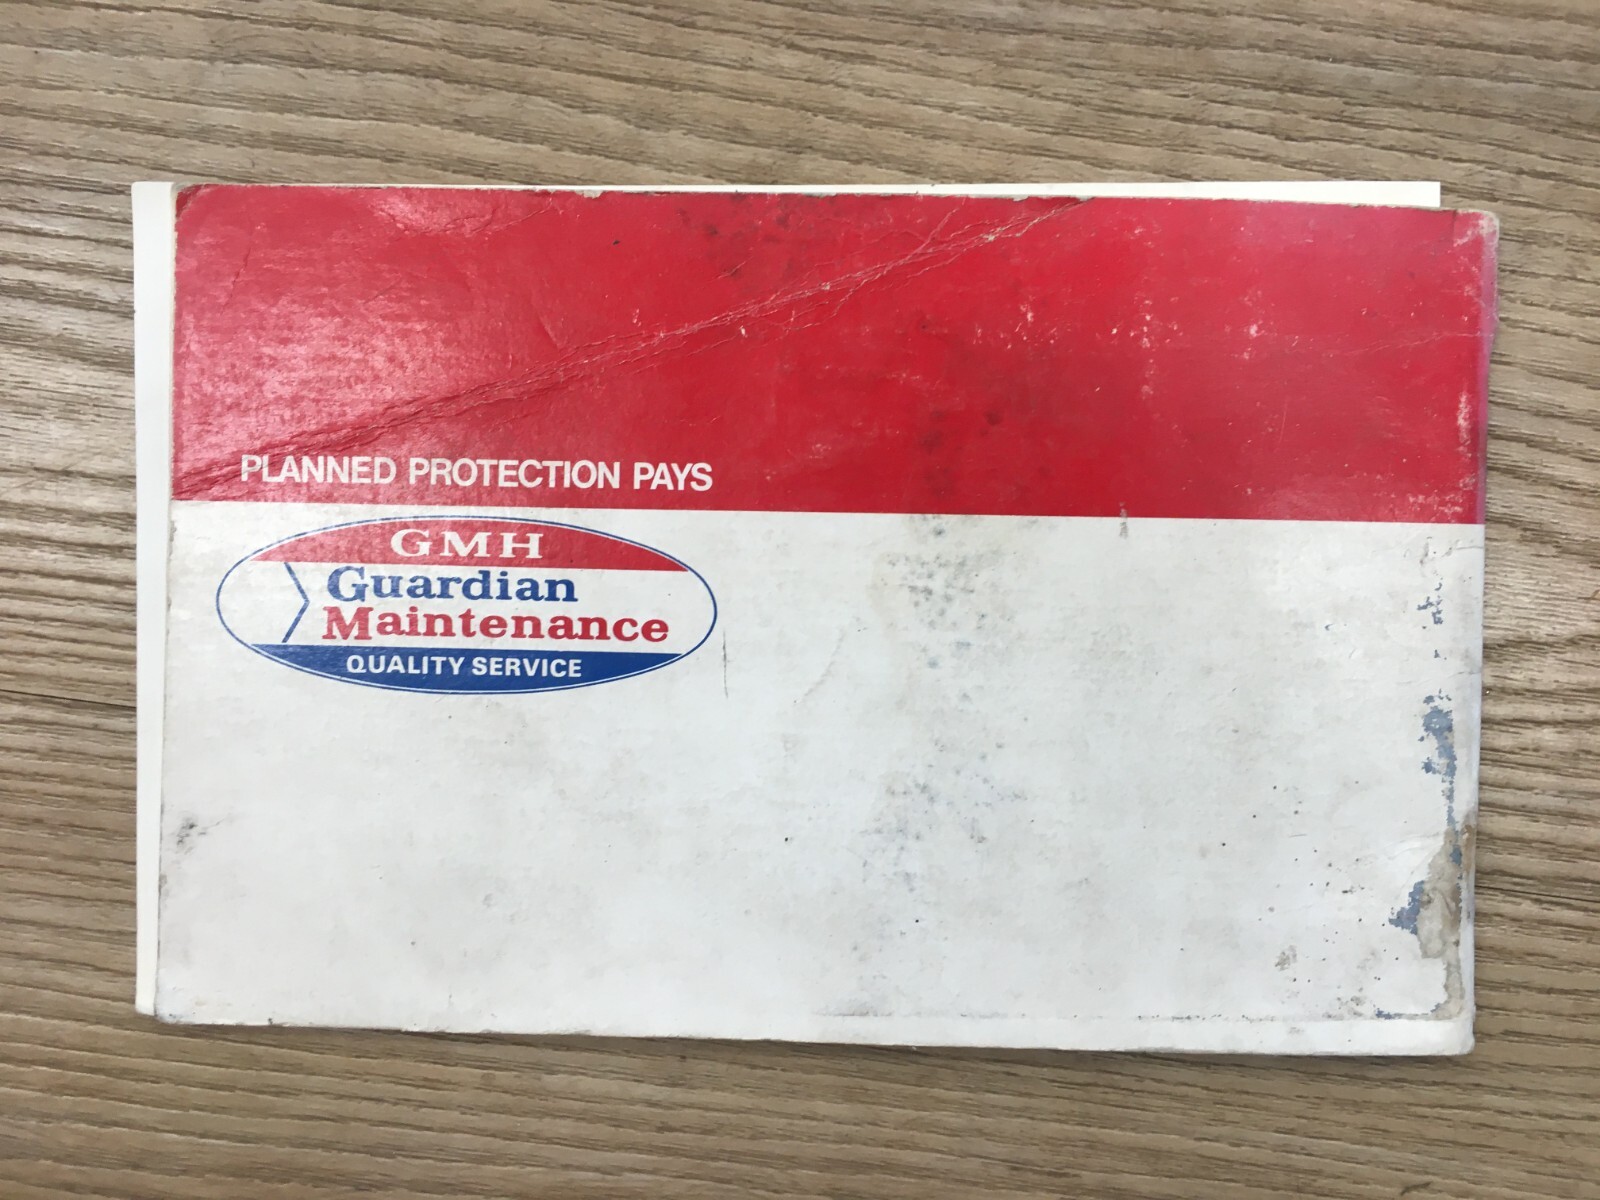 PLANNED PROTECTION PAYS
GMH
Guardian
Maintenance
QUALITY SERVICE